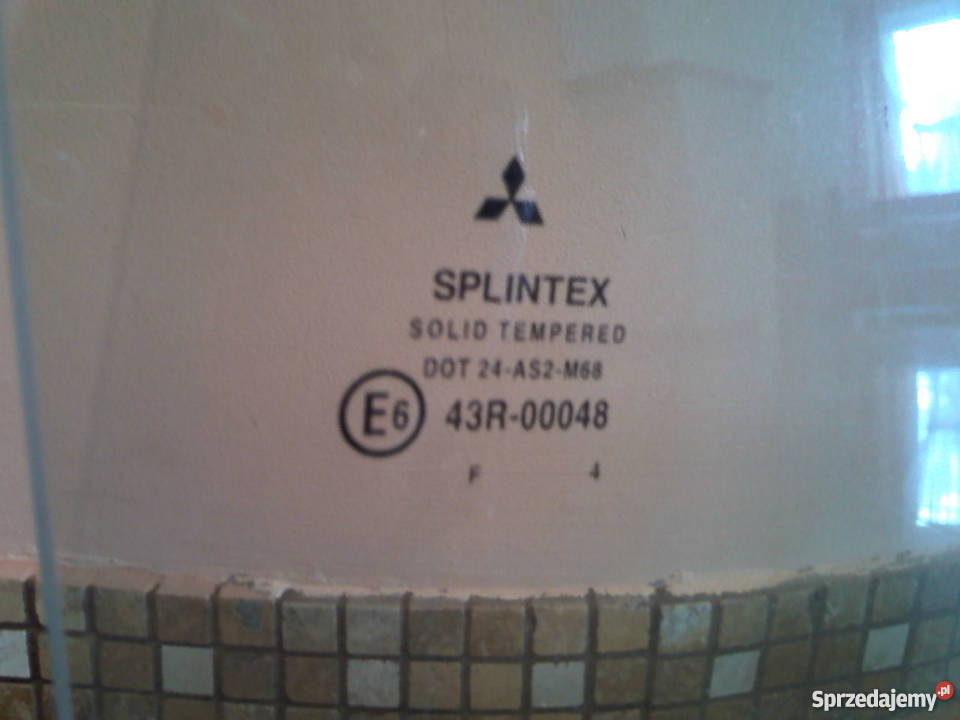 SPLINTEX
SOLID TEMPERED
DOT 24-AS2-M68
E6 43R-00048
F 4
Sprzedajemy.pl